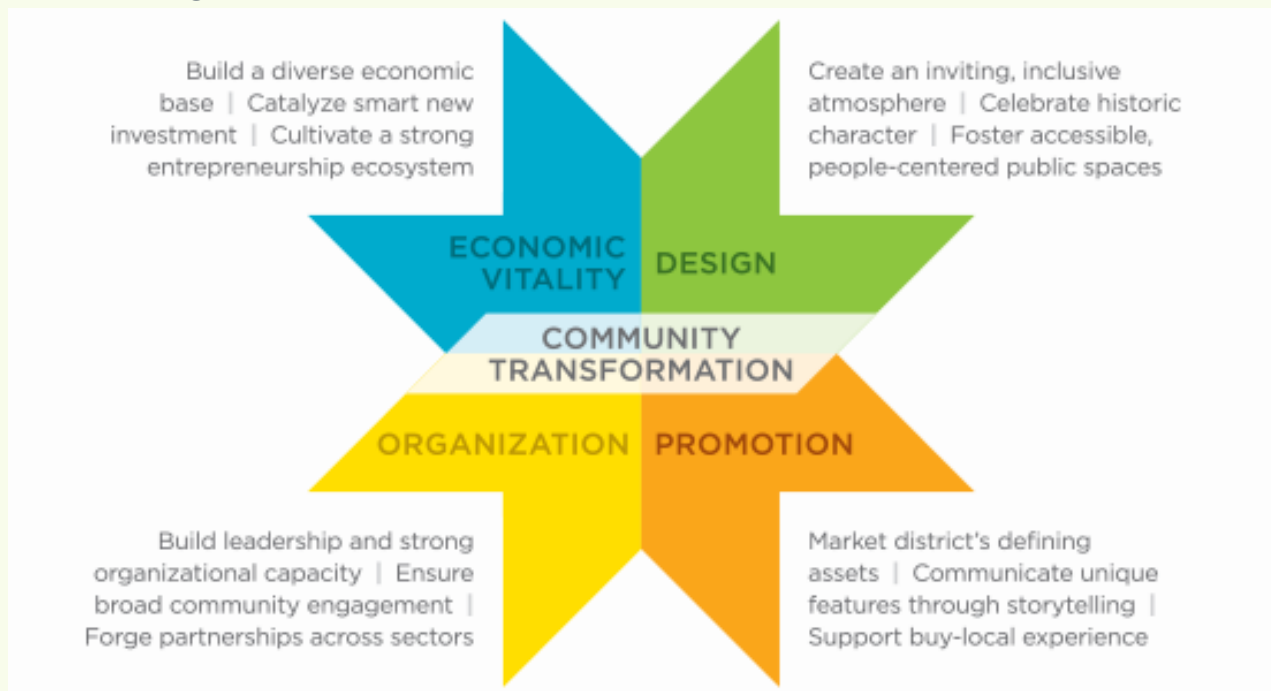 Build a diverse economic
base | Catalyze smart new
investment | Cultivate a strong
entrepreneurship ecosystem
Create an inviting, inclusive
atmosphere | Celebrate historic
character | Foster accessible,
people-centered public spaces
ECONOMIC
VITALITY
DESIGN
COMMUNITY
TRANSFORMATION
ORGANIZATION
PROMOTION
Build leadership and strong
organizational capacity | Ensure
broad community engagement |
Forge partnerships across sectors
Market district's defining
assets | Communicate unique
features through storytelling |
Support buy-local experience